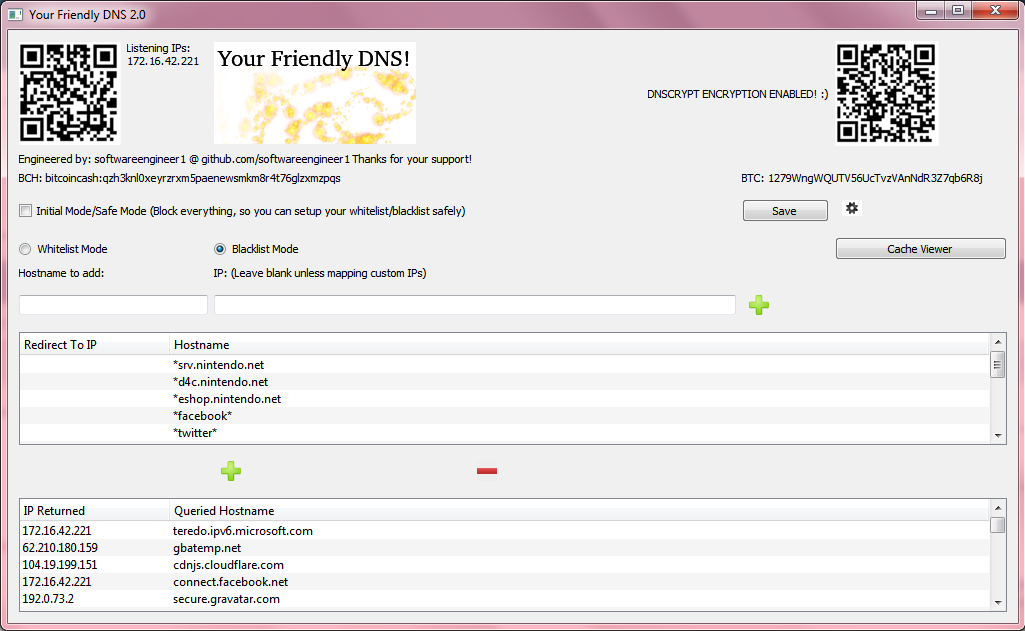 Your Friendly DNS 2.0
Listening IPs:
172.16.42.221
Your Friendly DNS!
DNSCRYPT ENCRYPTION ENABLED! :)
Engineered by: softwareengineer1 @ github.com/softwareengineer1 Thanks for your support!
BCH: bitcoincash:qzh3knl0xeyrzrxm5paenewsmkm8r4t76glzxmzpqs
BTC: 1279WngWQUTV56UcTvzVAnNdR3Z7qb6R8j
Initial Mode/Safe Mode (Block everything, so you can setup your whitelist/blacklist safely)
Save
Whitelist Mode
Blacklist Mode
Cache Viewer
Hostname to add:
IP: (Leave blank unless mapping custom IPs)
Redirect To IP Hostname
*srv.nintendo.net
*d4c.nintendo.net
*eshop.nintendo.net
*facebook*
*twitter*
IP Returned Queried Hostname
172.16.42.221 teredo.ipv6.microsoft.com
62.210.180.159 gbatemp.net
104.19.199.151 cdnjs.cloudflare.com
172.16.42.221 connect.facebook.net
192.0.73.2 secure.gravatar.com